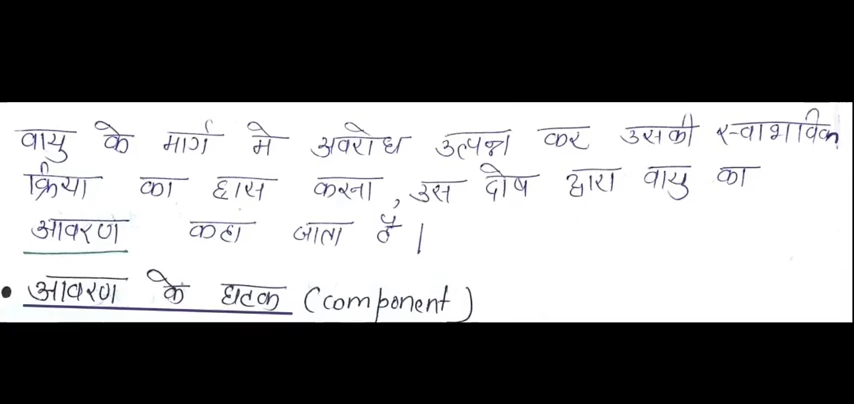 वायु के मार्ग मे अवरोध उत्पन्न कर उसकी स्वाभाविक
क्रिया का ह्रास करना, उस दोष द्वारा वायु का
आवरण कहा जाता है।
• आवरण के घटक (component)